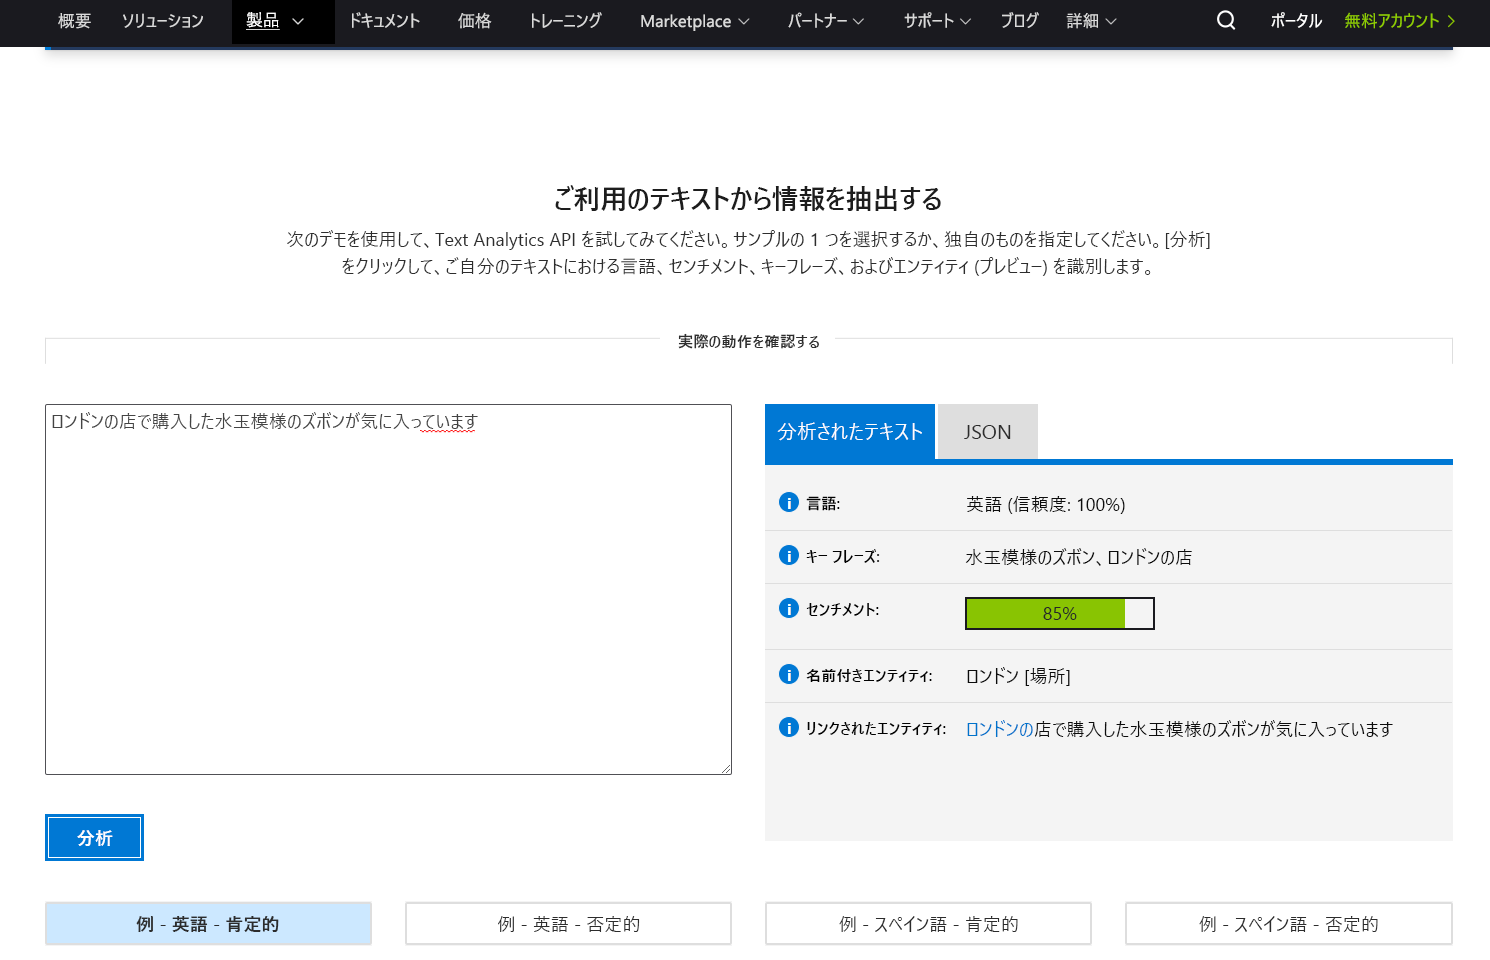 概要 ソリューション 製品 ドキュメント 価格 トレーニング Marketplace パートナー サポート ブログ 詳細 ポータル 無料アカウント
ご利用のテキストから情報を抽出する
次のデモを使用して、Text Analytics API を試してみてください。サンプルの 1 つを選択するか、独自のものを指定してください。[分析]
をクリックして、ご自分のテキストにおける言語、センチメント、キーフレーズ、およびエンティティ (プレビュー) を識別します。
実際の動作を確認する
ロンドンの店で購入した水玉模様のズボンが気に入っています
分析されたテキスト JSON
言語: 英語 (信頼度: 100%)
キー フレーズ: 水玉模様のズボン、ロンドンの店
センチメント: 85%
名前付きエンティティ: ロンドン [場所]
リンクされたエンティティ: ロンドンの店で購入した水玉模様のズボンが気に入っています
分析
例 - 英語 - 肯定的 例 - 英語 - 否定的 例 - スペイン語 - 肯定的 例 - スペイン語 - 否定的